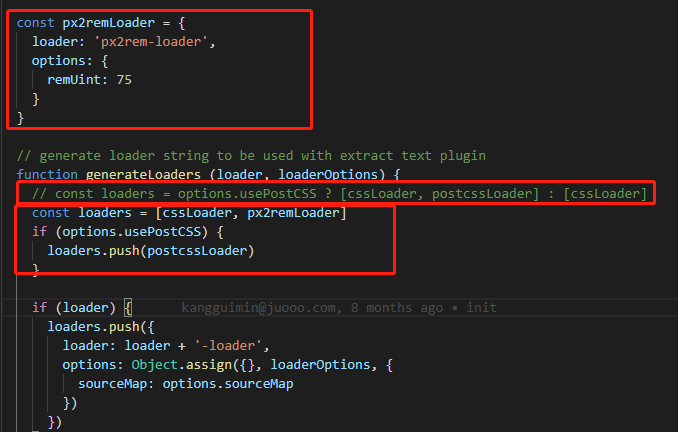 const px2remLoader = {
loader: 'px2rem-loader',
options: {
remUint: 75
}
}
// generate loader string to be used with extract text plugin
function generateLoaders (loader, loaderOptions) {
// const loaders = options.usePostCSS ? [cssLoader, postcssLoader] : [cssLoader]
const loaders = [cssLoader, px2remLoader]
if (options.usePostCSS) {
loaders.push(postcssLoader)
}
if (loader) { kangguimin@juooo.com, 8 months ago • init
loaders.push({
loader: loader + '-loader',
options: Object.assign({}, loaderOptions, {
sourceMap: options.sourceMap
})
})